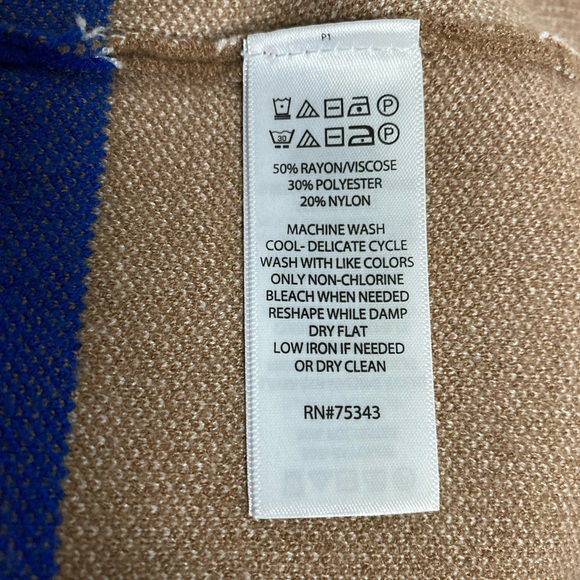 P1
30
50% RAYON/VISCOSE
30% POLYESTER
20% NYLON
MACHINE WASH
COOL- DELICATE CYCLE
WASH WITH LIKE COLORS
ONLY NON-CHLORINE
BLEACH WHEN NEEDED
RESHAPE WHILE DAMP
DRY FLAT
LOW IRON IF NEEDED
OR DRY CLEAN
RN#75343